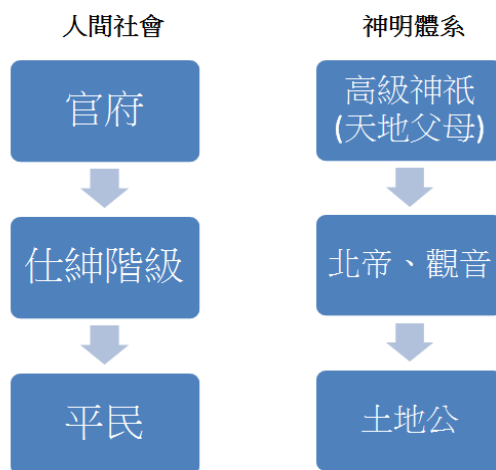 人間社會
官府
仕紳階級
平民
神明體系
高級神祇
(天地父母)
北帝、觀音
土地公